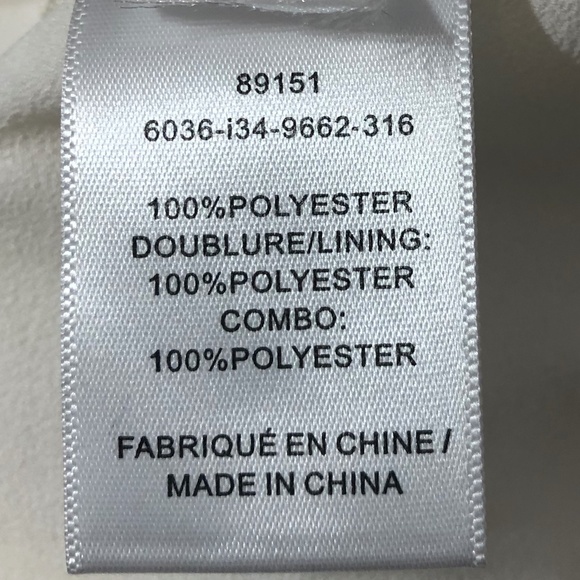 89151
6036-i34-9662-316
100%POLYESTER
DOUBLURE/LINING:
100%POLYESTER
COMBO:
100%POLYESTER
FABRIQUÉ EN CHINE /
MADE IN CHINA